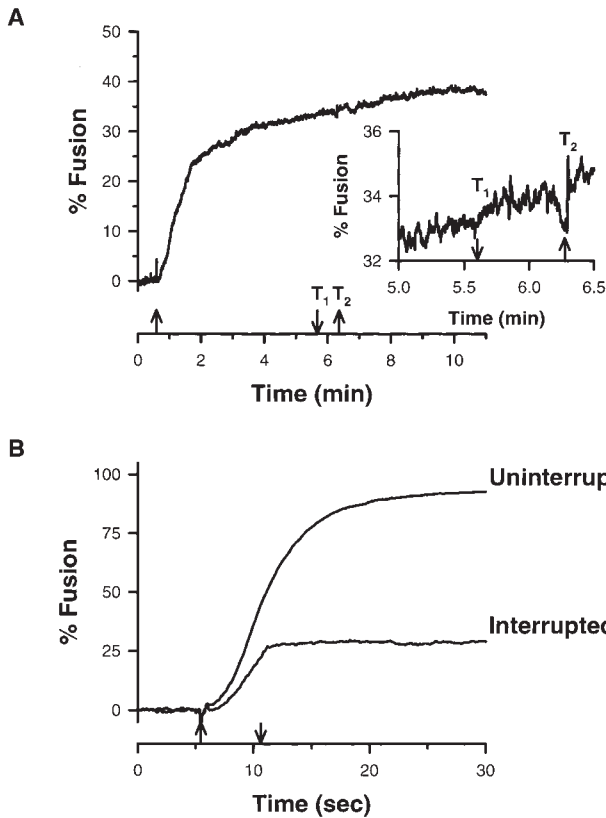 A
50
40
30
20
10
0
% Fusion
T1 T2
0 2 4 6 8 10
Time (min)
36
34
32
% Fusion
T1
T2
5.0 5.5 6.0 6.5
Time (min)
B
100
75
50
25
0
% Fusion
Uninterrup
Interrupted
0 10 20 30
Time (sec)